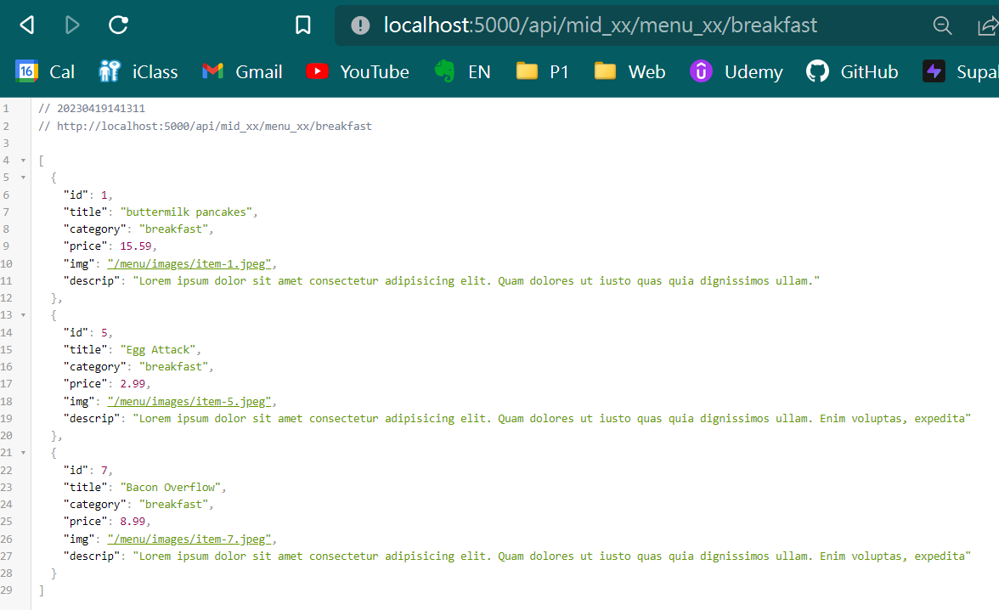 localhost:5000/api/mid_xx/menu_xx/breakfast
16 Cal iClass Gmail YouTube EN P1 Web Udemy GitHub Supa
1 // 20230419141311
2 // http://localhost:5000/api/mid_xx/menu_xx/breakfast
3
4 [
5 {
6 "id": 1,
7 "title": "buttermilk pancakes",
8 "category": "breakfast",
9 "price": 15.59,
10 "img": "/menu/images/item-1.jpeg",
11 "descrip": "Lorem ipsum dolor sit amet consectetur adipisicing elit. Quam dolores ut iusto quas quia dignissimos ullam."
12 },
13 {
14 "id": 5,
15 "title": "Egg Attack",
16 "category": "breakfast",
17 "price": 2.99,
18 "img": "/menu/images/item-5.jpeg",
19 "descrip": "Lorem ipsum dolor sit amet consectetur adipisicing elit. Quam dolores ut iusto quas quia dignissimos ullam. Enim voluptas, expedita"
20 },
21 {
22 "id": 7,
23 "title": "Bacon Overflow",
24 "category": "breakfast",
25 "price": 8.99,
26 "img": "/menu/images/item-7.jpeg",
27 "descrip": "Lorem ipsum dolor sit amet consectetur adipisicing elit. Quam dolores ut iusto quas quia dignissimos ullam. Enim voluptas, expedita"
28 }
29 ]